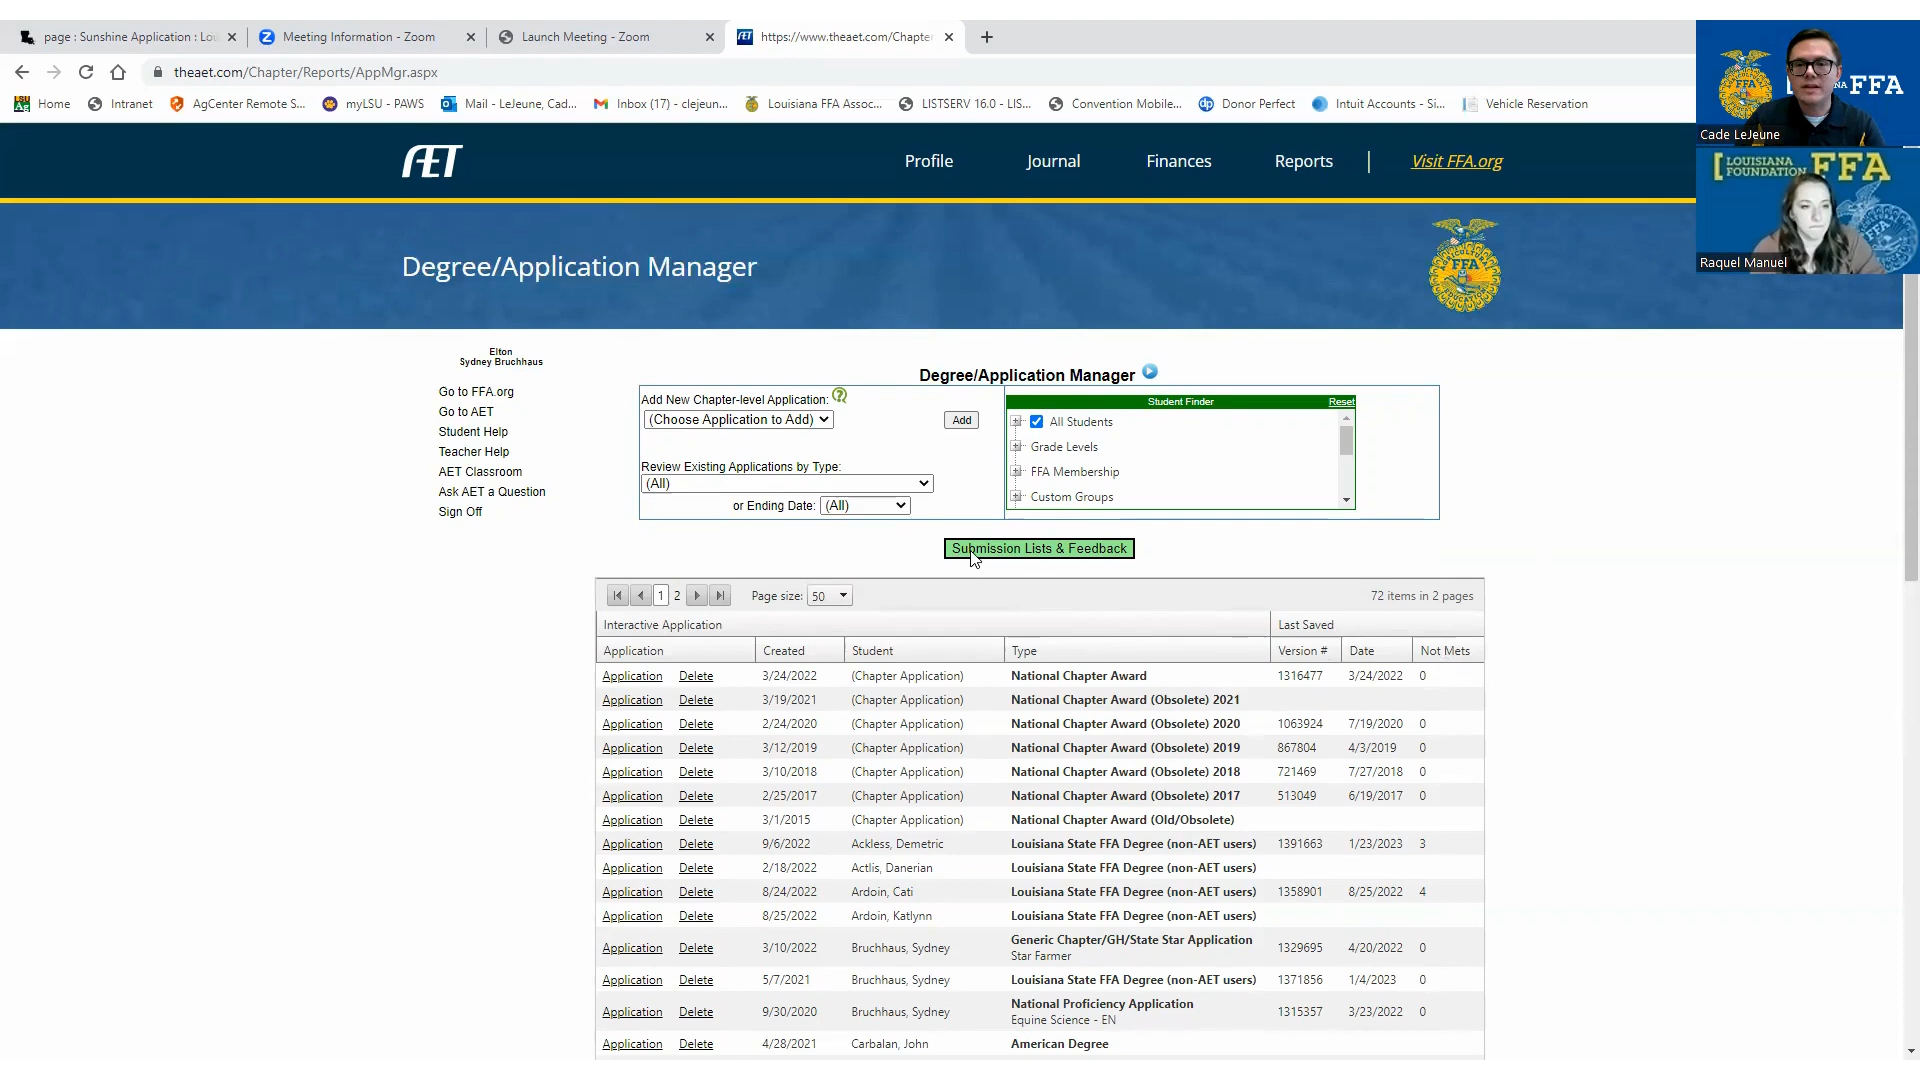 page : Sunshine Application : Lou
Meeting Information - Zoom
Launch Meeting - Zoom
https://www.theaet.com/Chapter
theaet.com/Chapter/Reports/AppMgr.aspx
Home Intranet AgCenter Remote S... myLSU - PAWS Mail - LeJeune, Cad... Inbox (17) - clejeun... Louisiana FFA Assoc... LISTSERV 16.0 - LIS... Convention Mobile... Donor Perfect Intuit Accounts - Si... Vehicle Reservation
FFA
Cade LeJeune
LOUISIANA
FOUNDATION
FFA
Raquel Manuel
AET
Profile Journal Finances Reports | Visit FFA.org
Degree/Application Manager
FFA
Elton
Sydney Bruchhaus
Go to FFA.org
Go to AET
Student Help
Teacher Help
AET Classroom
Ask AET a Question
Sign Off
Degree/Application Manager
Add New Chapter-level Application:
(Choose Application to Add)
Add
Review Existing Applications by Type:
(All)
or Ending Date: (All)
Student Finder Reset
All Students
Grade Levels
FFA Membership
Custom Groups
Submission Lists & Feedback
1 2 Page size: 50 72 items in 2 pages
Interactive Application Last Saved
Application Created Student Type Version # Date Not Mets
Application Delete 3/24/2022 (Chapter Application) National Chapter Award 1316477 3/24/2022 0
Application Delete 3/19/2021 (Chapter Application) National Chapter Award (Obsolete) 2021
Application Delete 2/24/2020 (Chapter Application) National Chapter Award (Obsolete) 2020 1063924 7/19/2020 0
Application Delete 3/12/2019 (Chapter Application) National Chapter Award (Obsolete) 2019 867804 4/3/2019 0
Application Delete 3/10/2018 (Chapter Application) National Chapter Award (Obsolete) 2018 721469 7/27/2018 0
Application Delete 2/25/2017 (Chapter Application) National Chapter Award (Obsolete) 2017 513049 6/19/2017 0
Application Delete 3/1/2015 (Chapter Application) National Chapter Award (Old/Obsolete)
Application Delete 9/6/2022 Ackless, Demetric Louisiana State FFA Degree (non-AET users) 1391663 1/23/2023 3
Application Delete 2/18/2022 Actlis, Danerian Louisiana State FFA Degree (non-AET users)
Application Delete 8/24/2022 Ardoin, Cati Louisiana State FFA Degree (non-AET users) 1358901 8/25/2022 4
Application Delete 8/25/2022 Ardoin, Katlynn Louisiana State FFA Degree (non-AET users)
Application Delete 3/10/2022 Bruchhaus, Sydney Generic Chapter/GH/State Star Application 1329695 4/20/2022 0
Star Farmer
Application Delete 5/7/2021 Bruchhaus, Sydney Louisiana State FFA Degree (non-AET users) 1371856 1/4/2023 0
Application Delete 9/30/2020 Bruchhaus, Sydney National Proficiency Application 1315357 3/23/2022 0
Equine Science - EN
Application Delete 4/28/2021 Carbalan, John American Degree